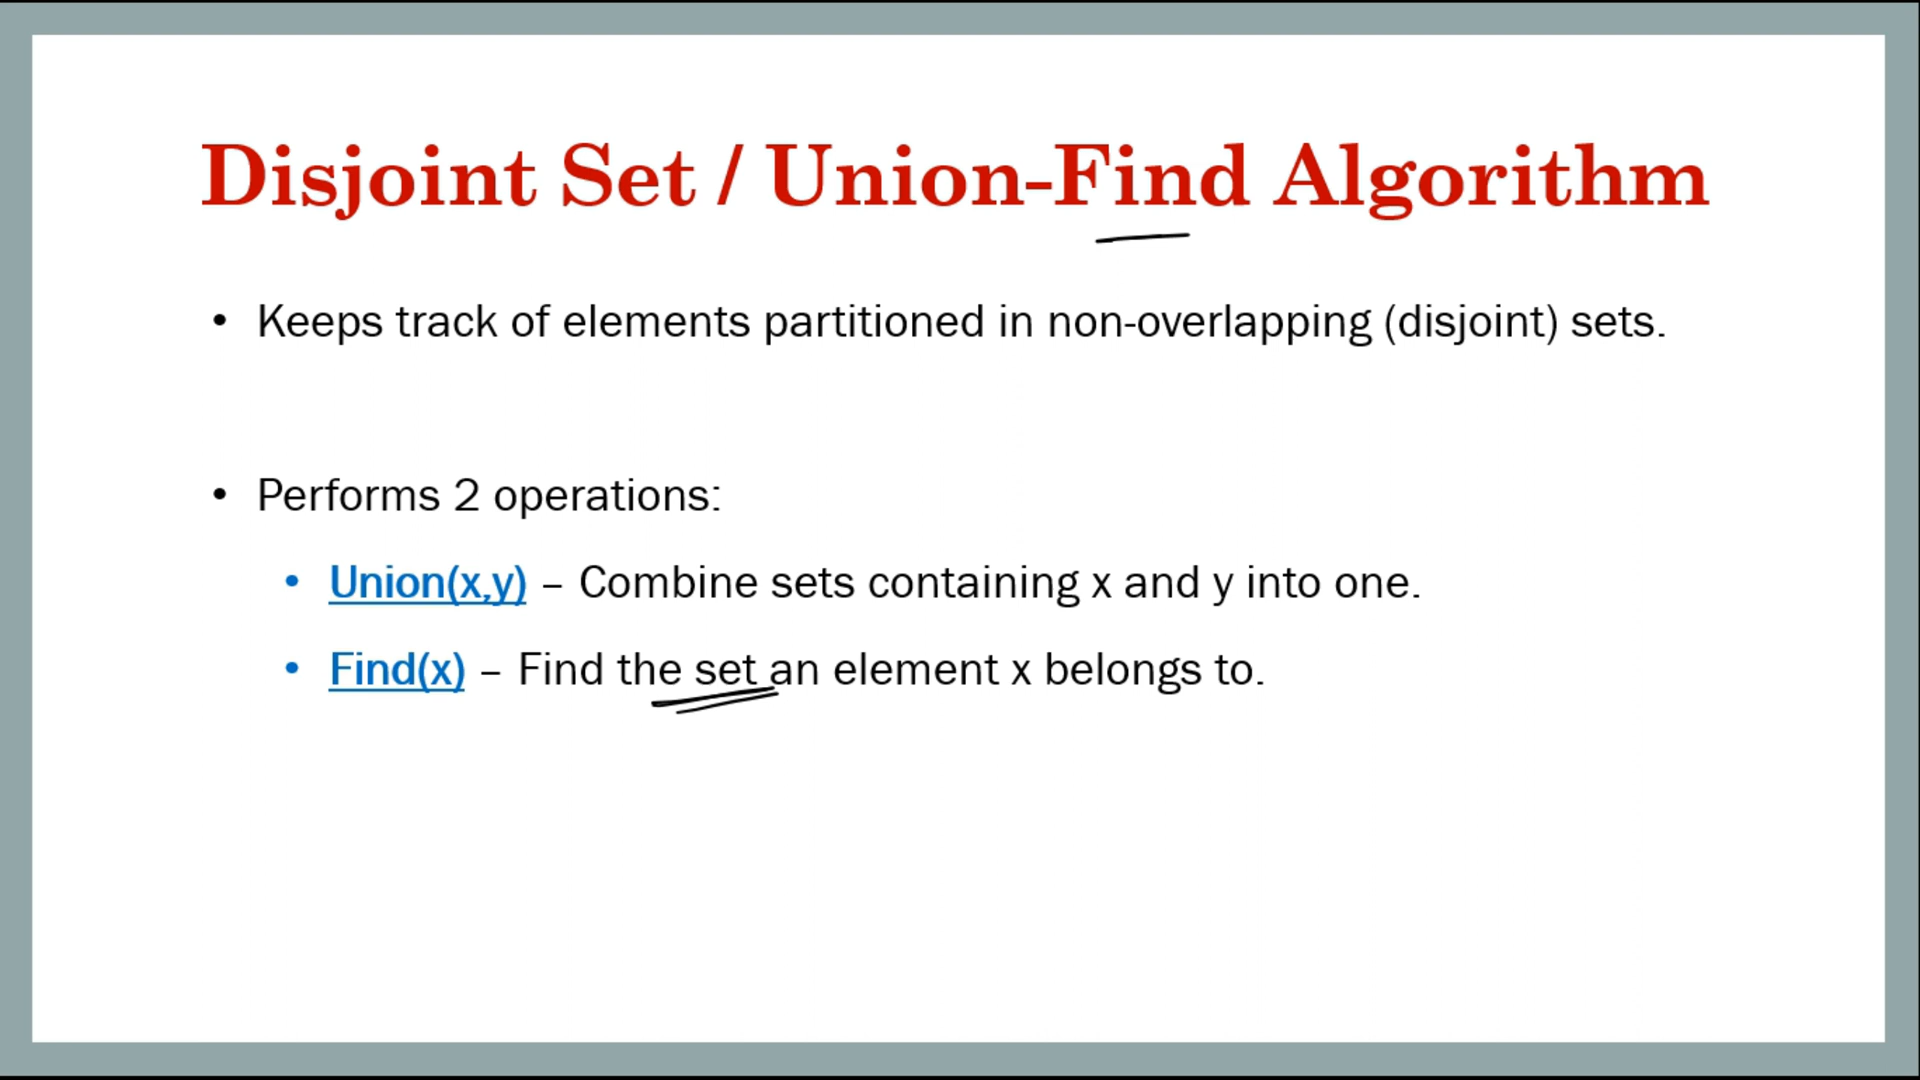 Disjoint Set / Union-Find Algorithm
• Keeps track of elements partitioned in non-overlapping (disjoint) sets.
• Performs 2 operations:
• Union(x,y) – Combine sets containing x and y into one.
• Find(x) – Find the set an element x belongs to.